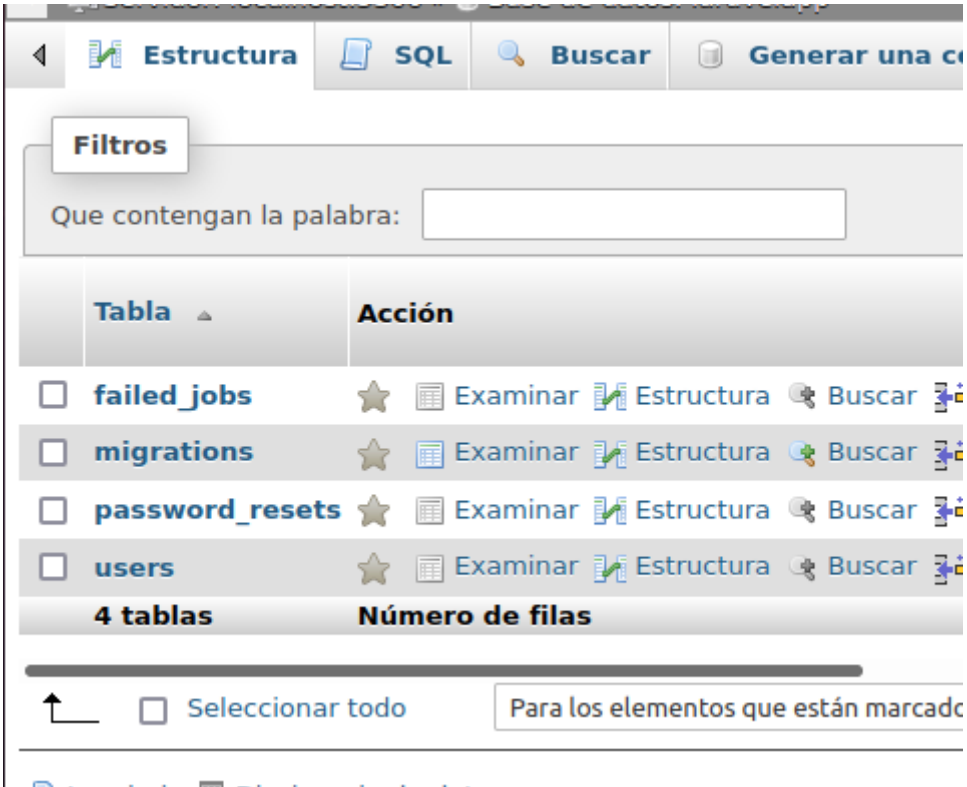 Estructura SQL Buscar Generar una
Filtros
Que contengan la palabra:
Tabla Acción
failed_jobs Examinar Estructura Buscar
migrations Examinar Estructura Buscar
password_resets Examinar Estructura Buscar
users Examinar Estructura Buscar
4 tablas Número de filas
Seleccionar todo Para los elementos que están marcado